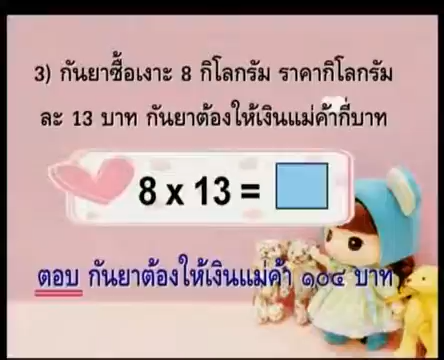 3) กันยาซื้อเงาะ 8 กิโลกรัม ราคากิโลกรัม
ละ 13 บาท กันยาต้องให้เงินแม่ค้ากี่บาท
8 x 13 =
ตอบ กันยาต้องให้เงินแม่ค้า ๑๐๔ บาท